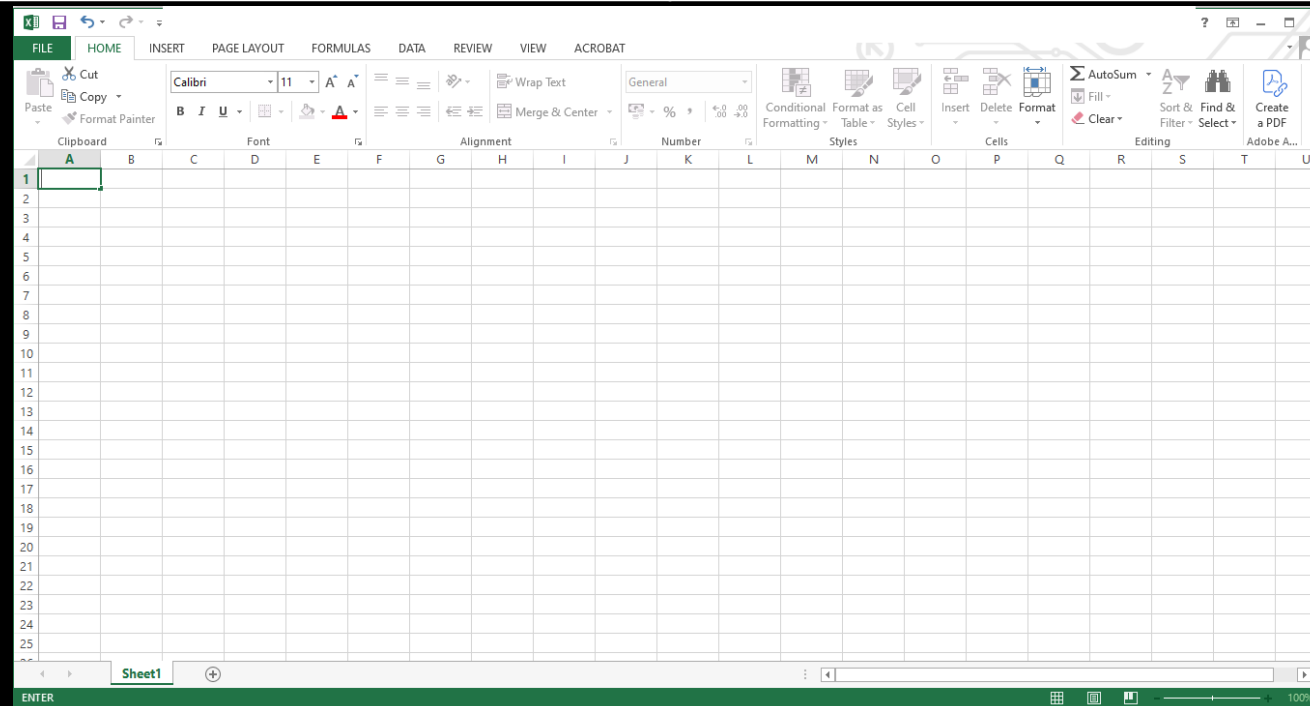 ?
FILE HOME INSERT PAGE LAYOUT FORMULAS DATA REVIEW VIEW ACROBAT
Paste
Cut
Copy
Format Painter
Clipboard
Calibri 11 A A
B I U A
Font
Wrap Text
Merge & Center
Alignment
General
% , .0 .00 .00 .0
Number
Conditional Formatting
Format as Table
Cell Styles
Styles
Insert Delete Format
Cells
AutoSum
Fill
Clear
Sort & Filter
Find & Select
Editing
Create a PDF
Adobe A...
A B C D E F G H I J K L M N O P Q R S T U
1
2
3
4
5
6
7
8
9
10
11
12
13
14
15
16
17
18
19
20
21
22
23
24
25
Sheet1
ENTER 100%